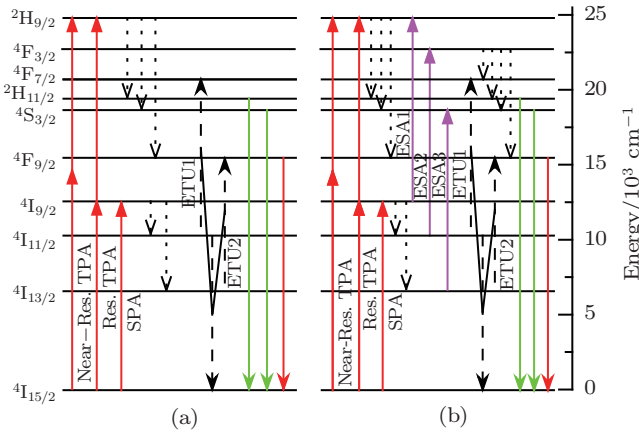 ²H₉/₂
⁴F₃/₂
⁴F₇/₂
²H₁₁/₂
⁴S₃/₂
⁴F₉/₂
⁴I₉/₂
⁴I₁₁/₂
⁴I₁₃/₂
⁴I₁₅/₂
Near−Res. TPA
Res. TPA
SPA
ETU1
ETU2
(a)
Near-Res. TPA
Res. TPA
SPA
ESA1
ESA2
ESA3
ETU1
ETU2
(b)
25
20
15
10
5
0
Energy/10³ cm⁻¹